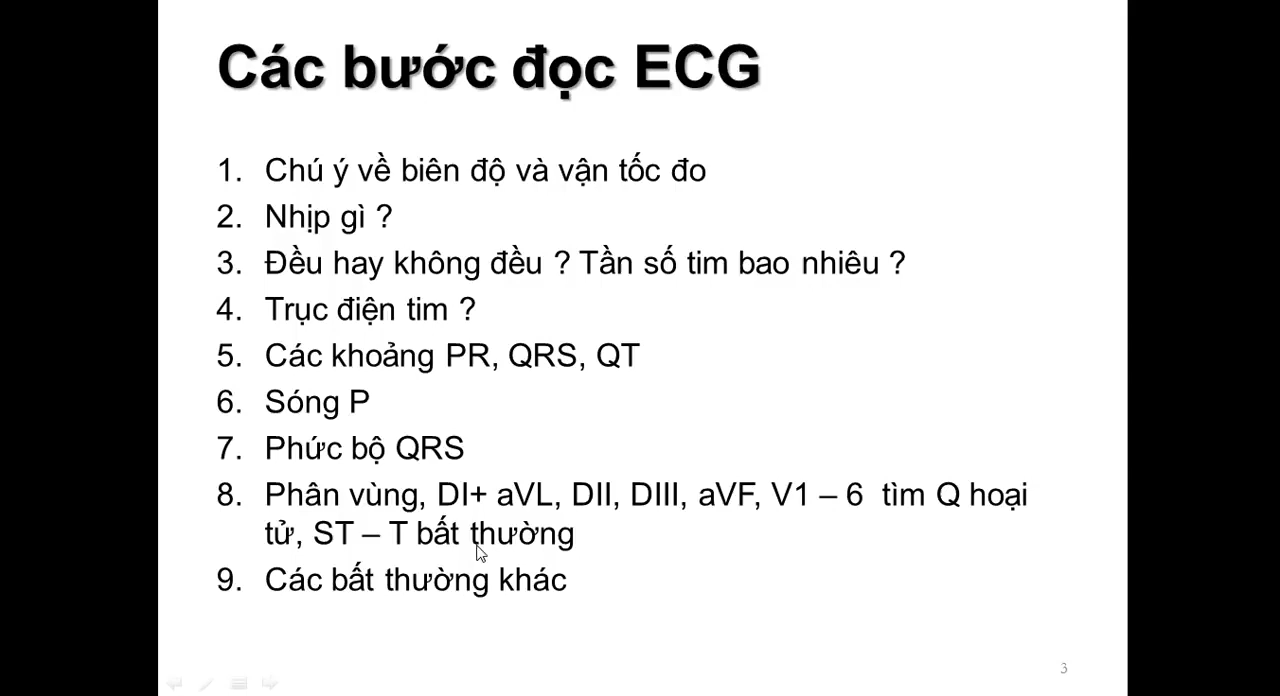 Các bước đọc ECG
1. Chú ý về biên độ và vận tốc đo
2. Nhịp gì ?
3. Đều hay không đều ? Tần số tim bao nhiêu ?
4. Trục điện tim ?
5. Các khoảng PR, QRS, QT
6. Sóng P
7. Phức bộ QRS
8. Phân vùng, DI+ aVL, DII, DIII, aVF, V1 – 6 tìm Q hoại
tử, ST – T bất thường
9. Các bất thường khác
3